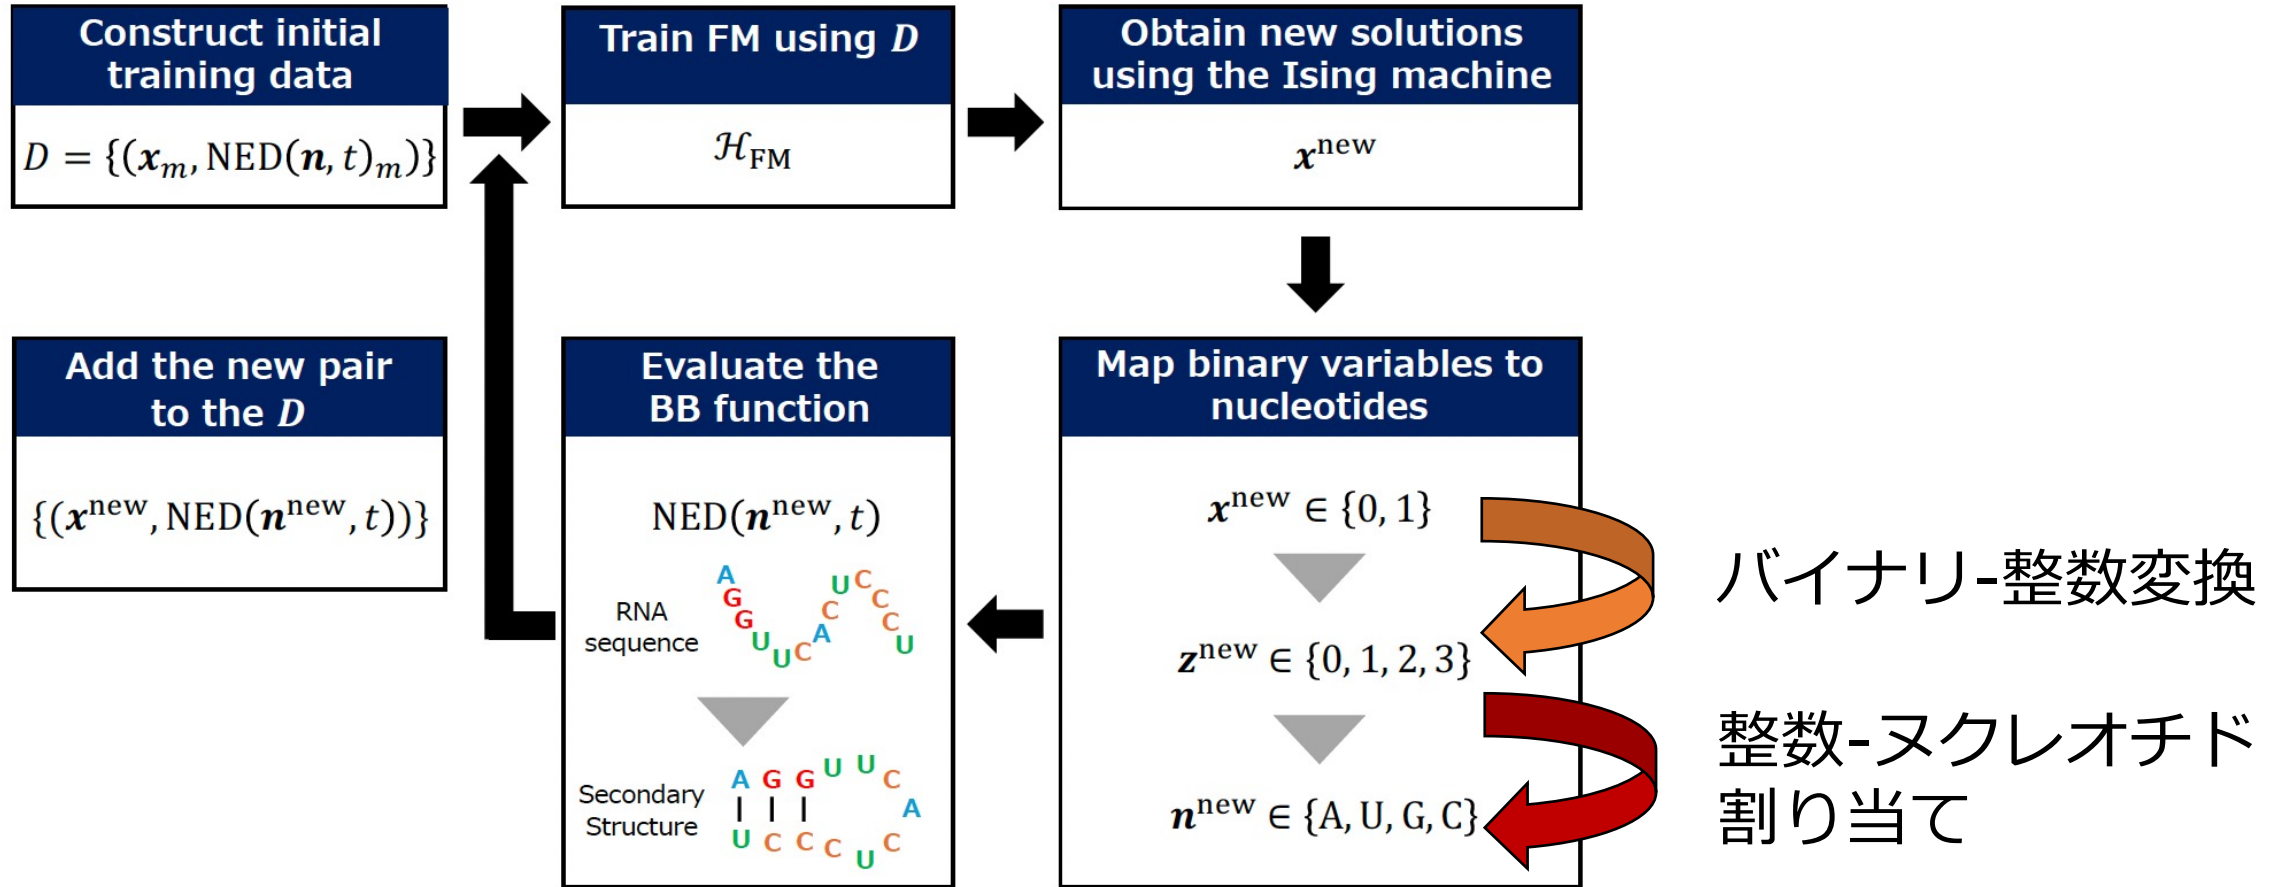 Construct initial
training data
D = {(x_m, NED(n, t)_m)}
Train FM using D
ℋ_FM
Obtain new solutions
using the Ising machine
x^new
Add the new pair
to the D
{(x^new, NED(n^new, t))}
Evaluate the
BB function
NED(n^new, t)
RNA
sequence
A G G U U C A C U C C C U
Secondary
Structure
A G G U U C A
U C C C U C
Map binary variables to
nucleotides
x^new ∈ {0, 1}
z^new ∈ {0, 1, 2, 3}
n^new ∈ {A, U, G, C}
バイナリ-整数変換
整数-ヌクレオチド
割り当て